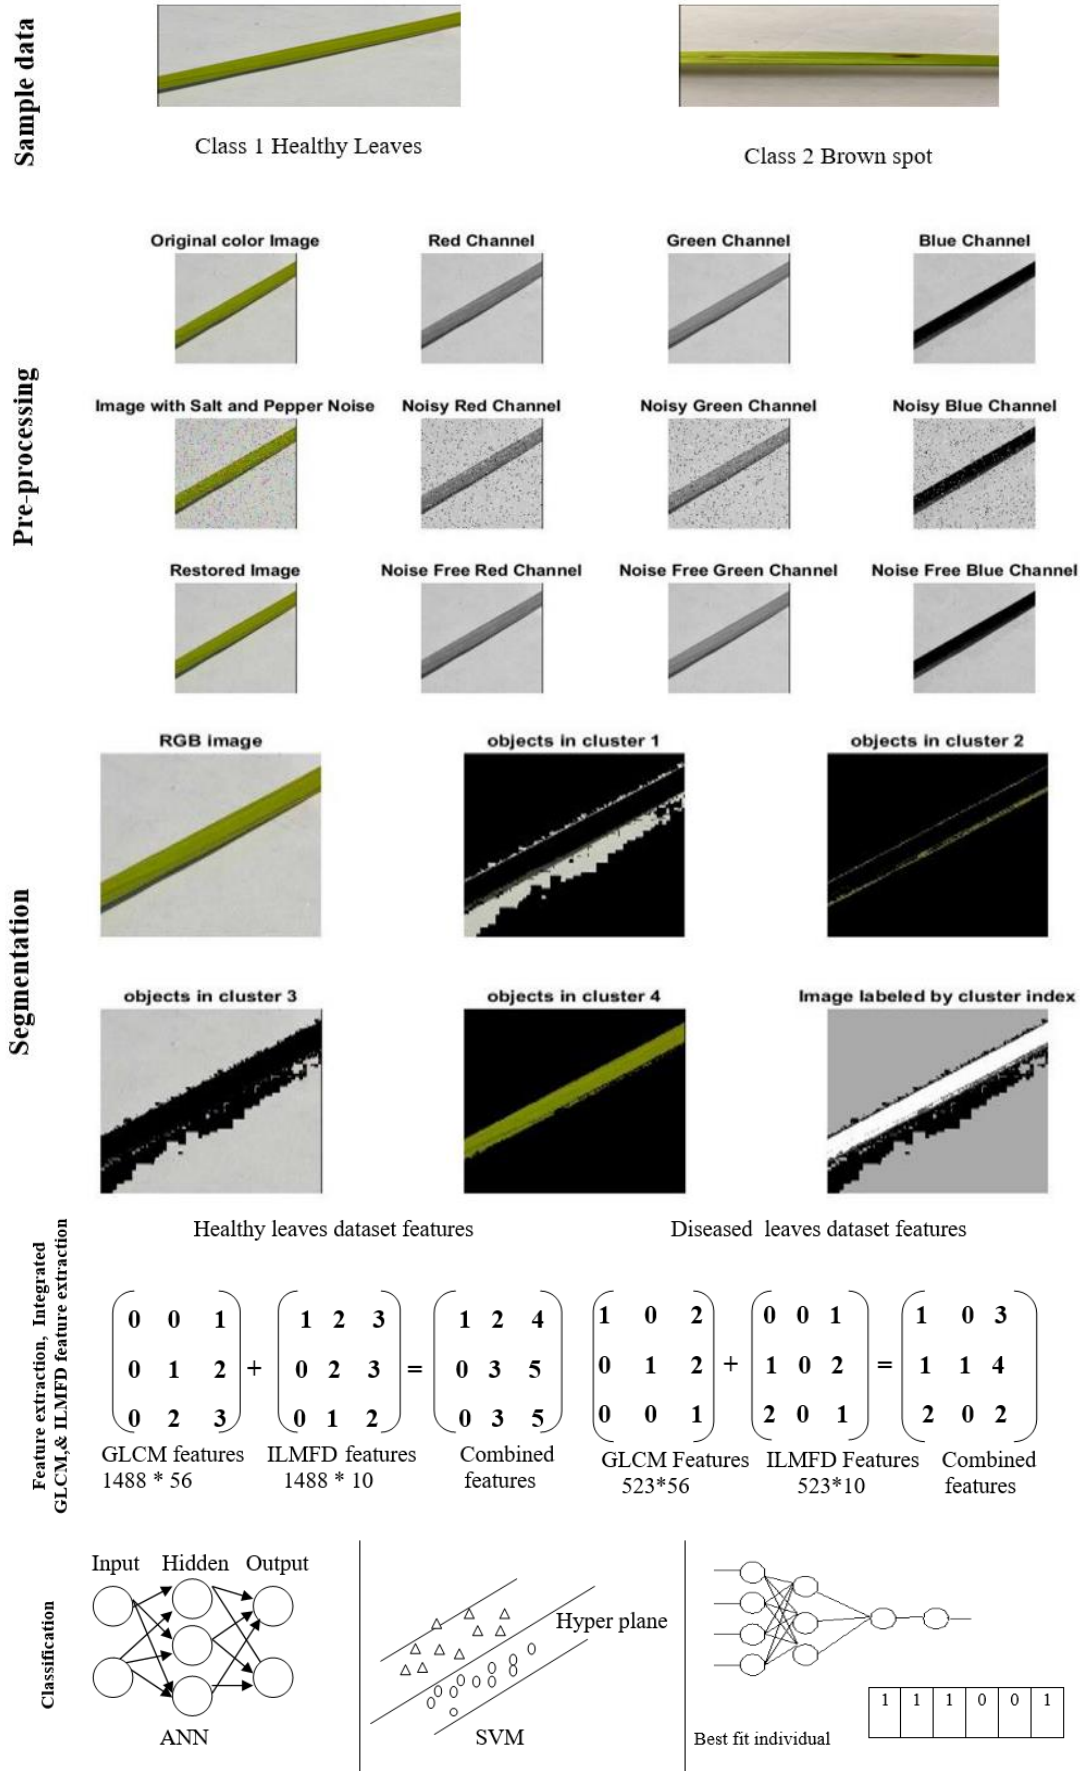 Sample data
Class 1 Healthy Leaves
Class 2 Brown spot
Pre-processing
Original color Image
Red Channel
Green Channel
Blue Channel
Image with Salt and Pepper Noise
Noisy Red Channel
Noisy Green Channel
Noisy Blue Channel
Restored Image
Noise Free Red Channel
Noise Free Green Channel
Noise Free Blue Channel
Segmentation
RGB image
objects in cluster 1
objects in cluster 2
objects in cluster 3
objects in cluster 4
Image labeled by cluster index
Feature extraction, Integrated
GLCM,& ILMFD feature extraction
Healthy leaves dataset features
0 0 1
0 1 2
0 2 3
+
1 2 3
0 2 3
0 1 2
=
1 2 4
0 3 5
0 3 5
GLCM features
1488 * 56
ILMFD features
1488 * 10
Combined
features
Diseased leaves dataset features
1 0 2
0 1 2
0 0 1
+
0 0 1
1 0 2
2 0 1
=
1 0 3
1 1 4
2 0 2
GLCM Features
523*56
ILMFD Features
523*10
Combined
features
Classification
Input Hidden Output
ANN
Hyper plane
SVM
1 1 1 0 0 1
Best fit individual